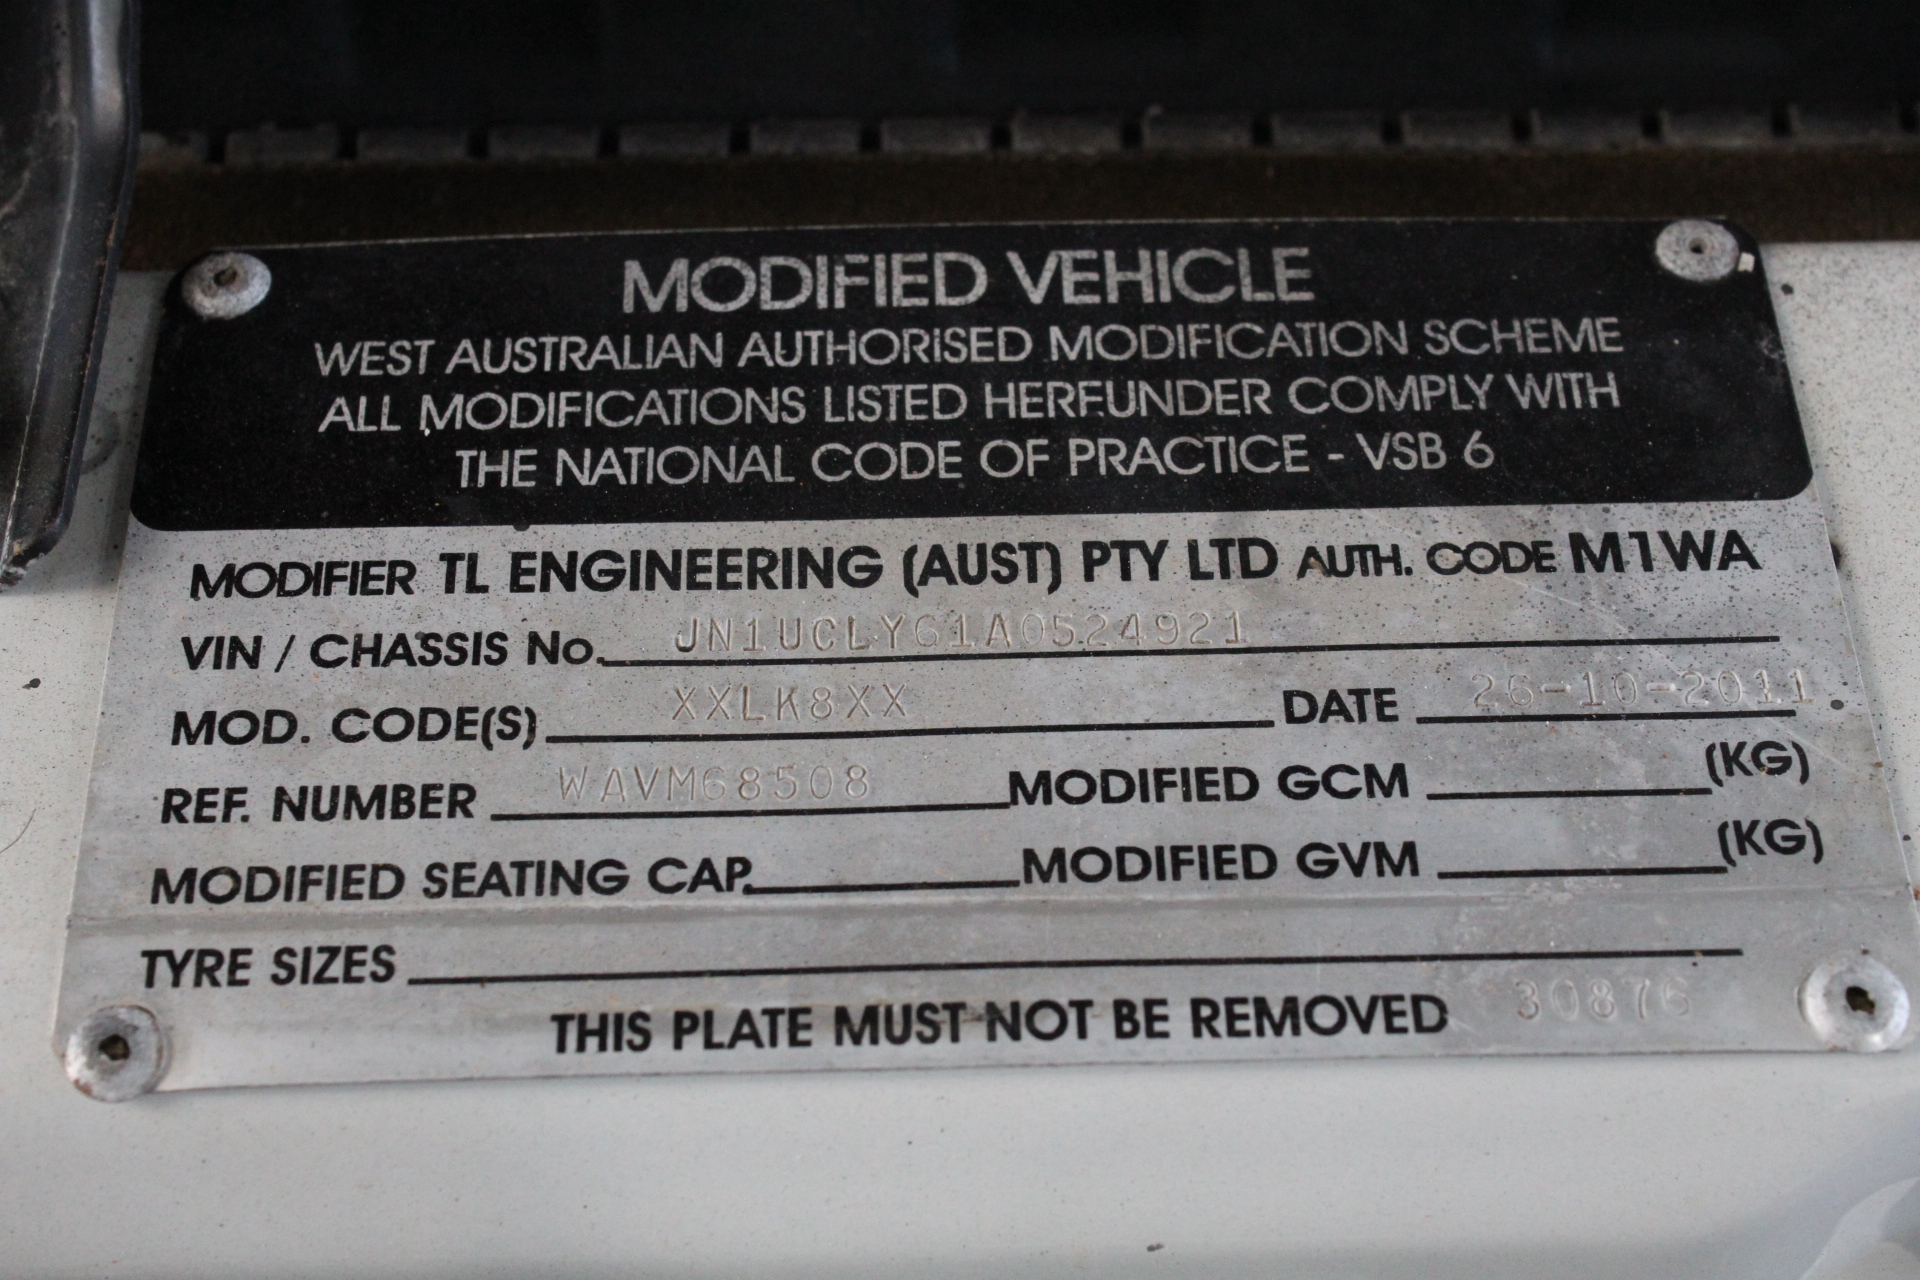 MODIFIED VEHICLE
WEST AUSTRALIAN AUTHORISED MODIFICATION SCHEME
ALL MODIFICATIONS LISTED HEREUNDER COMPLY WITH
THE NATIONAL CODE OF PRACTICE - VSB 6
MODIFIER TL ENGINEERING (AUST) PTY LTD AUTH. CODE M1WA
VIN / CHASSIS No. JN1UCLY61A0524921
MOD. CODE(S) XXLK8XX DATE 26-10-2011
REF. NUMBER WAVM68508 MODIFIED GCM (KG)
MODIFIED SEATING CAP. MODIFIED GVM (KG)
TYRE SIZES
THIS PLATE MUST NOT BE REMOVED 30876